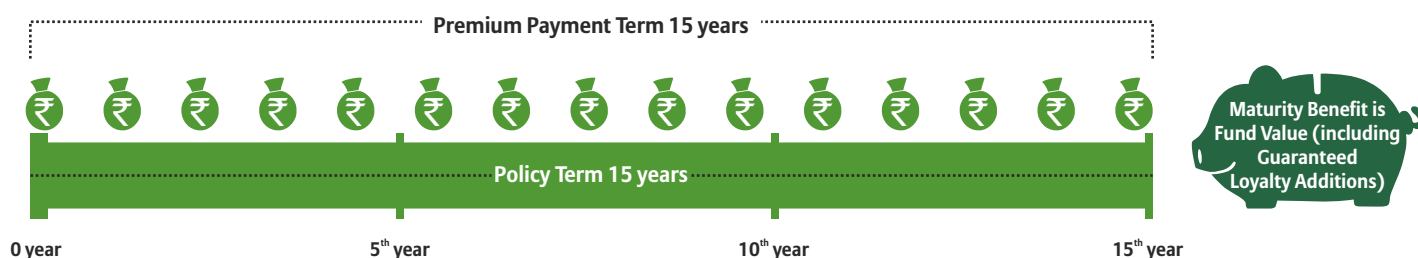 Premium Payment Term 15 years
₹ ₹ ₹ ₹ ₹ ₹ ₹ ₹ ₹ ₹ ₹ ₹ ₹ ₹ ₹
Maturity Benefit is
Fund Value (including
Guaranteed
Loyalty Additions)
Policy Term 15 years
0 year 5th year 10th year 15th year